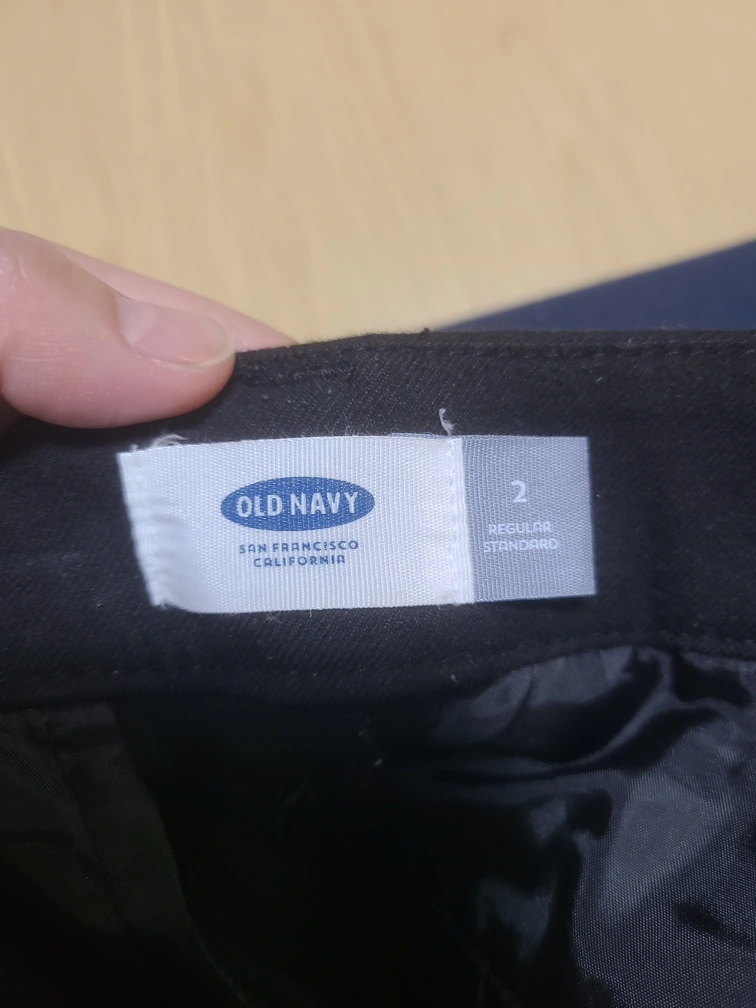 OLD NAVY
SAN FRANCISCO
CALIFORNIA
2
REGULAR
STANDARD